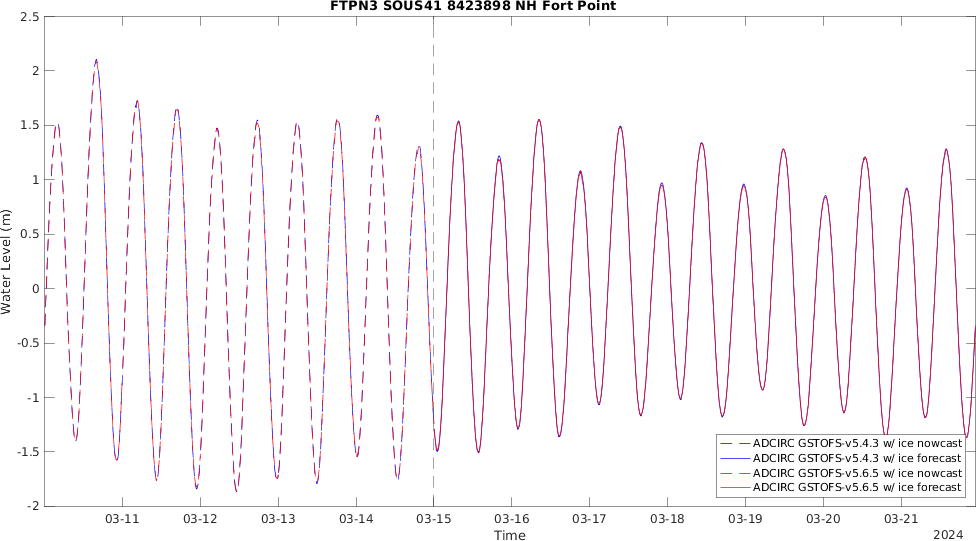 FTPN3 SOUS41 8423898 NH Fort Point
2.5
2
1.5
1
0.5
0
-0.5
-1
-1.5
-2
Water Level (m)
03-11 03-12 03-13 03-14 03-15 03-16 03-17 03-18 03-19 03-20 03-21
Time
2024
ADCIRC GSTOFS-v5.4.3 w/ ice nowcast
ADCIRC GSTOFS-v5.4.3 w/ ice forecast
ADCIRC GSTOFS-v5.6.5 w/ ice nowcast
ADCIRC GSTOFS-v5.6.5 w/ ice forecast